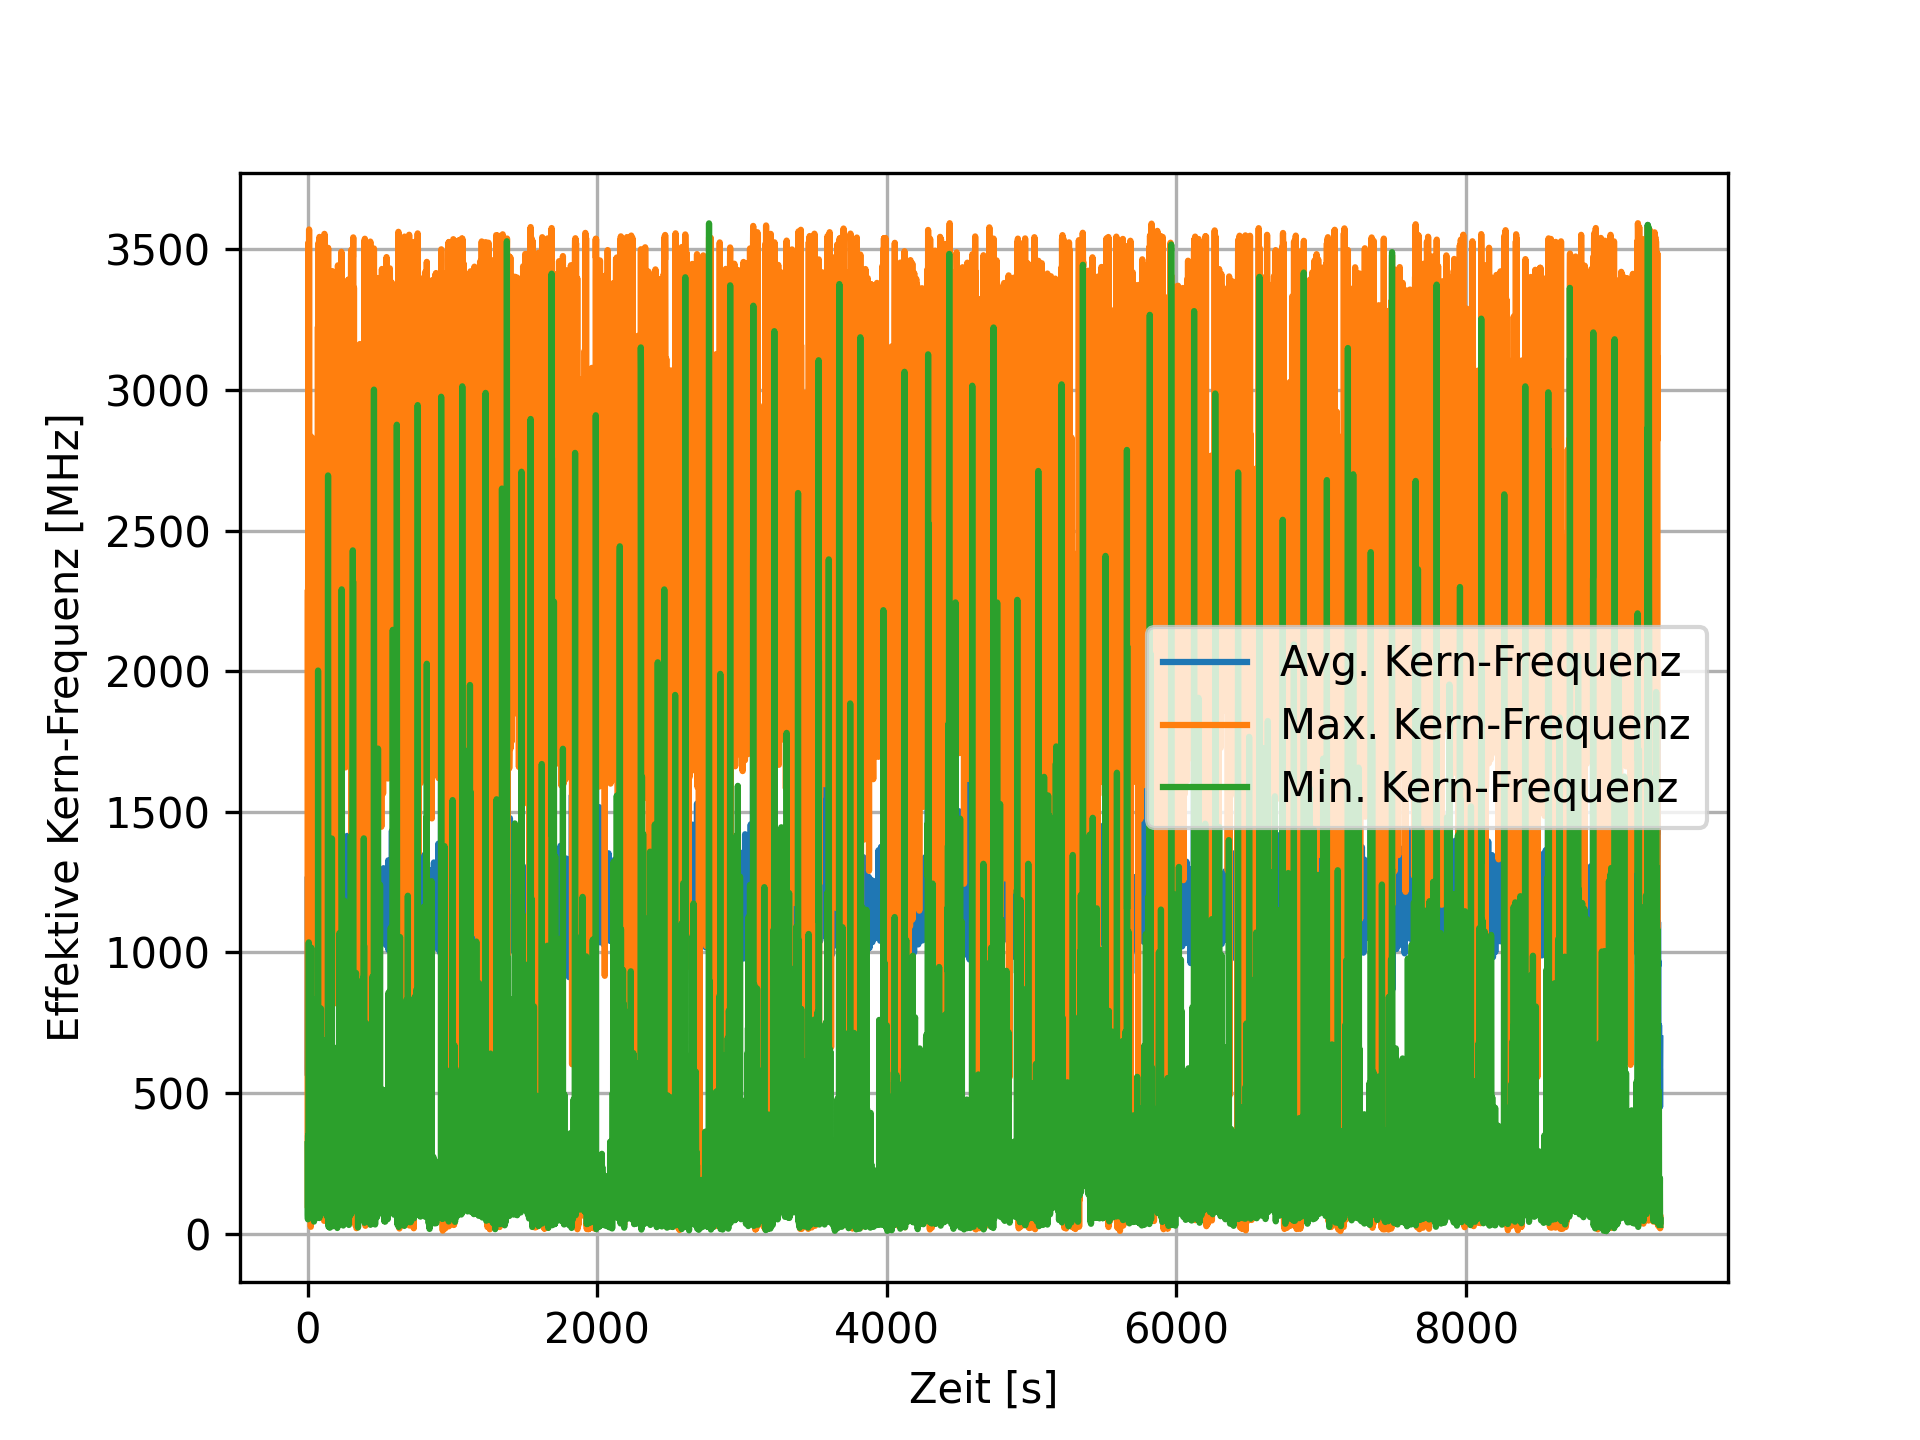 Effektive Kern-Frequenz [MHz]
3500
3000
2500
2000
1500
1000
500
0
Avg. Kern-Frequenz
Max. Kern-Frequenz
Min. Kern-Frequenz
0 2000 4000 6000 8000
Zeit [s]